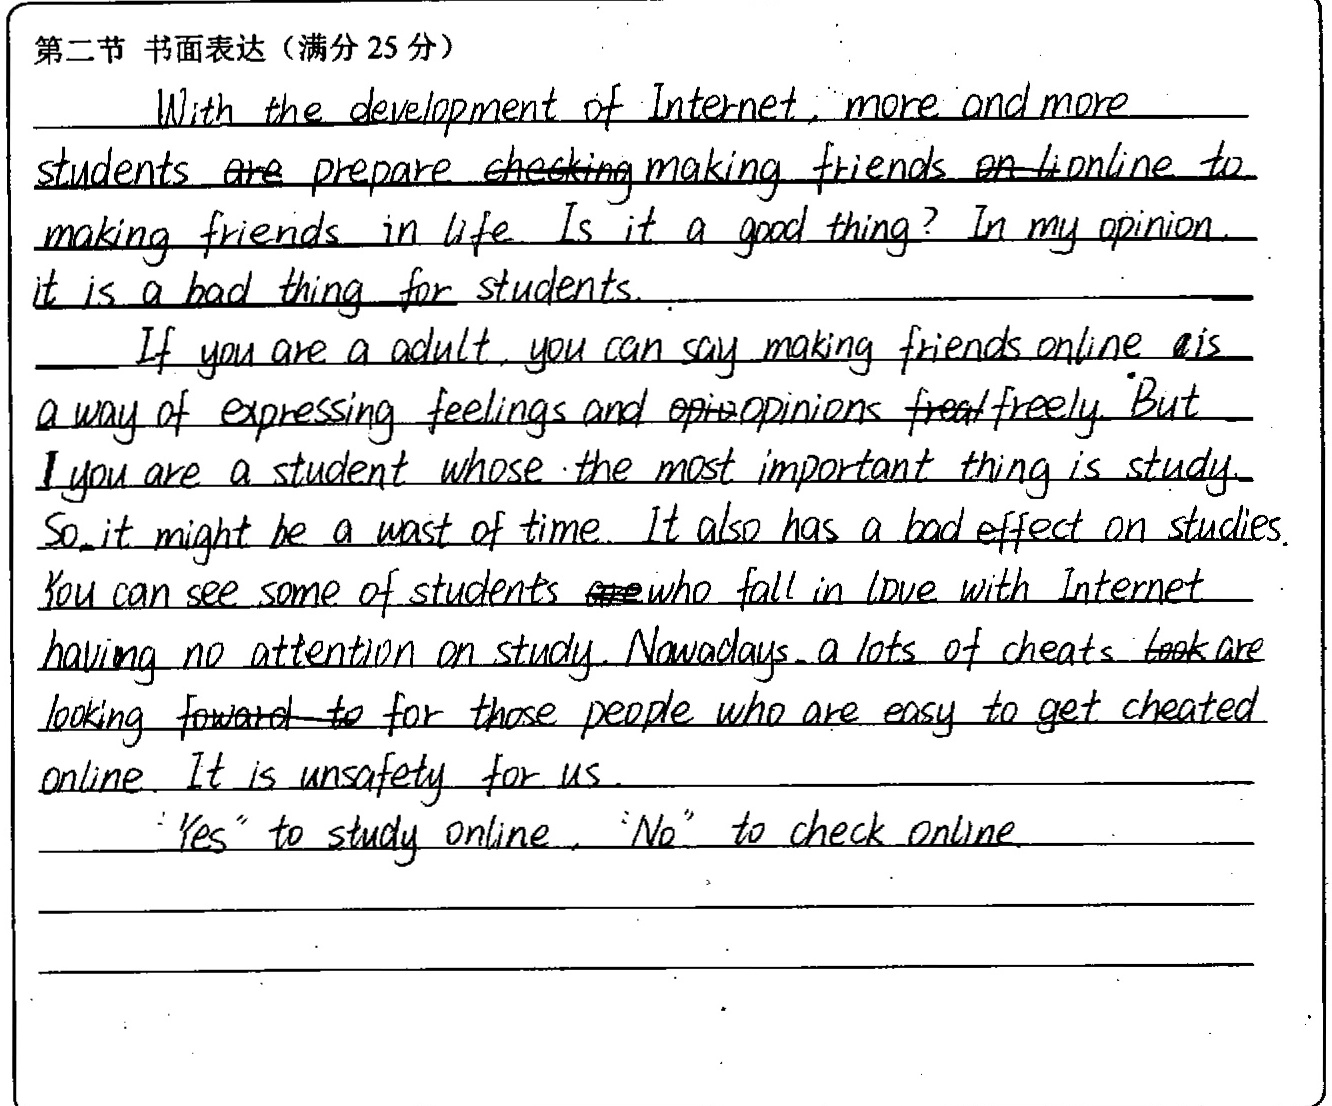 第二节 书面表达（满分 25 分）
With the development of Internet, more and more
students are prepare checking making friends on li online to
making friends in life. Is it a good thing? In my opinion,
it is a bad thing for students.
If you are a adult, you can say making friends online is
a way of expressing feelings and opin opinions freal freely. But
I you are a student whose the most important thing is study.
So, it might be a wast of time. It also has a bad effect on studies.
You can see some of students are who fall in love with Internet
having no attention on study. Nowadays, a lots of cheats look are
looking foward to for those people who are easy to get cheated
online. It is unsafety for us.
"Yes" to study online, "No" to check online.